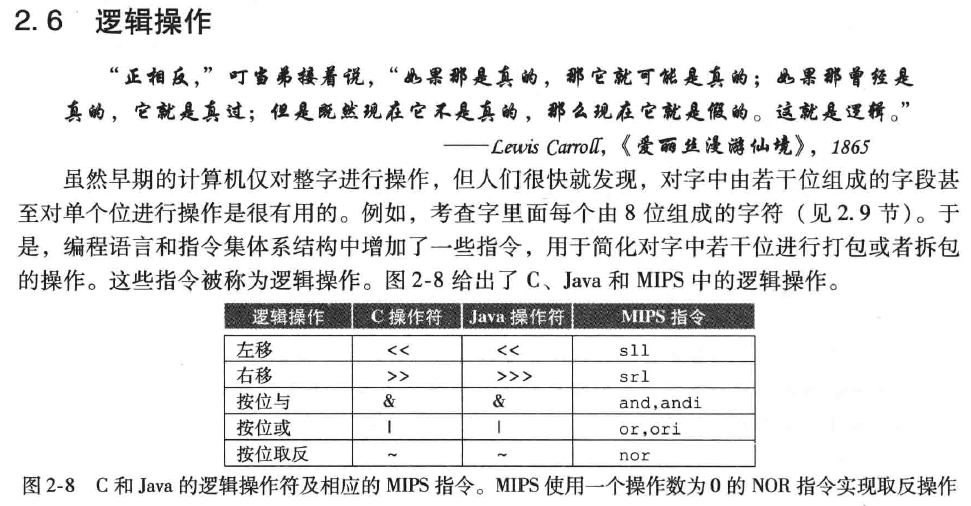 2.6 逻辑操作
“正相反,” 叮当弟接着说, “如果那是真的, 那它就可能是真的; 如果那曾经是
真的, 它就是真过; 但是既然现在它不是真的, 那么现在它就是假的。这就是逻辑。”
——Lewis Carroll, 《爱丽丝漫游仙境》, 1865
虽然早期的计算机仅对整字进行操作, 但人们很快就发现, 对字中由若干位组成的字段甚
至对单个位进行操作是很有用的。例如, 考查字里面每个由 8 位组成的字符 (见 2.9 节)。于
是, 编程语言和指令集体系结构中增加了一些指令, 用于简化对字中若干位进行打包或者拆包
的操作。这些指令被称为逻辑操作。图 2-8 给出了 C、Java 和 MIPS 中的逻辑操作。
逻辑操作 C 操作符 Java 操作符 MIPS 指令
左移 << << sll
右移 >> >>> srl
按位与 & & and,andi
按位或 | | or,ori
按位取反 ~ ~ nor
图 2-8 C 和 Java 的逻辑操作符及相应的 MIPS 指令。MIPS 使用一个操作数为 0 的 NOR 指令实现取反操作